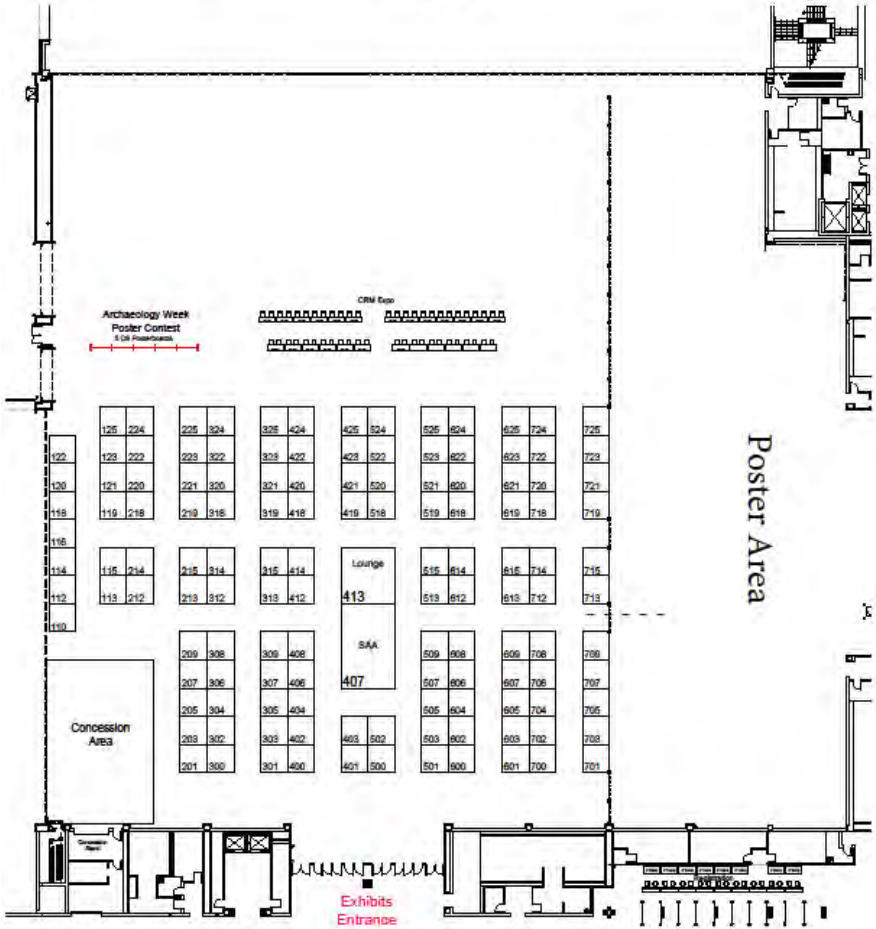 CRM Expo
Archaeology Week
Poster Contest
125 224 225 324 325 424 425 524 525 624 625 724 725
122 123 222 223 322 323 422 423 522 523 622 623 722 723
120 121 220 221 320 321 420 421 520 521 620 621 720 721
118 119 218 219 318 319 418 419 518 519 618 619 718 719
116
Lounge
114 115 214 215 314 315 414 515 614 615 714 715
112 113 212 213 312 313 412 413 513 612 613 712 713
110
SAA
209 308 309 408 509 608 609 708 709
207 306 307 406 407 507 606 607 706 707
205 304 305 404 505 604 605 704 705
203 302 303 402 403 502 503 602 603 702 703
201 300 301 400 401 500 501 600 601 700 701
Concession
Area
Poster Area
Exhibits
Entrance